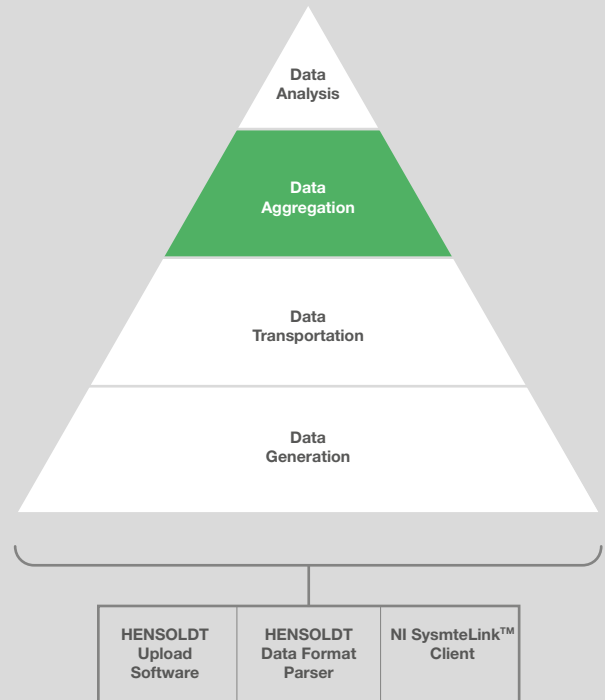 Data
Analysis
Data
Aggregation
Data
Transportation
Data
Generation
HENSOLDT
Upload
Software
HENSOLDT
Data Format
Parser
NI SysmteLink™
Client